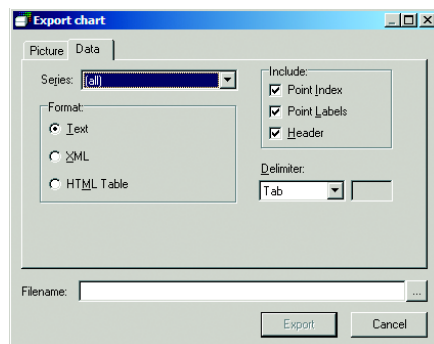 Export chart
Picture Data
Series: (all)
Include:
Point Index
Point Labels
Header
Format:
Text
XML
HTML Table
Delimiter:
Tab
Filename: ...
Export Cancel